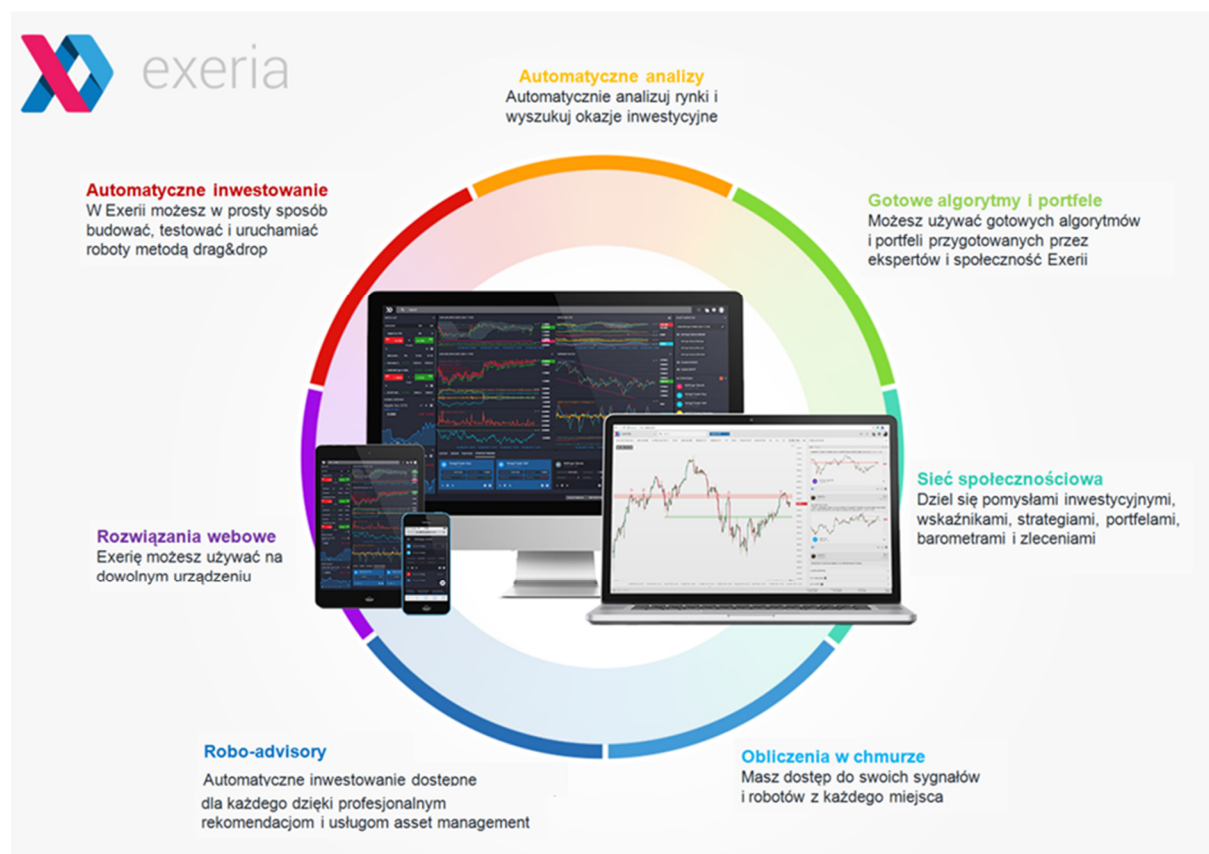 exeria
Automatyczne analizy
Automatycznie analizuj rynki i
wyszukuj okazje inwestycyjne
Automatyczne inwestowanie
W Exerii możesz w prosty sposób
budować, testować i uruchamiać
roboty metodą drag&drop
Gotowe algorytmy i portfele
Możesz używać gotowych algorytmów
i portfeli przygotowanych przez
ekspertów i społeczność Exerii
Sieć społecznościowa
Dziel się pomysłami inwestycyjnymi,
wskaźnikami, strategiami, portfelami,
barometrami i zleceniami
Rozwiązania webowe
Exerię możesz używać na
dowolnym urządzeniu
Robo-advisory
Automatyczne inwestowanie dostępne
dla każdego dzięki profesjonalnym
rekomendacjom i usługom asset management
Obliczenia w chmurze
Masz dostęp do swoich sygnałów
i robotów z każdego miejsca